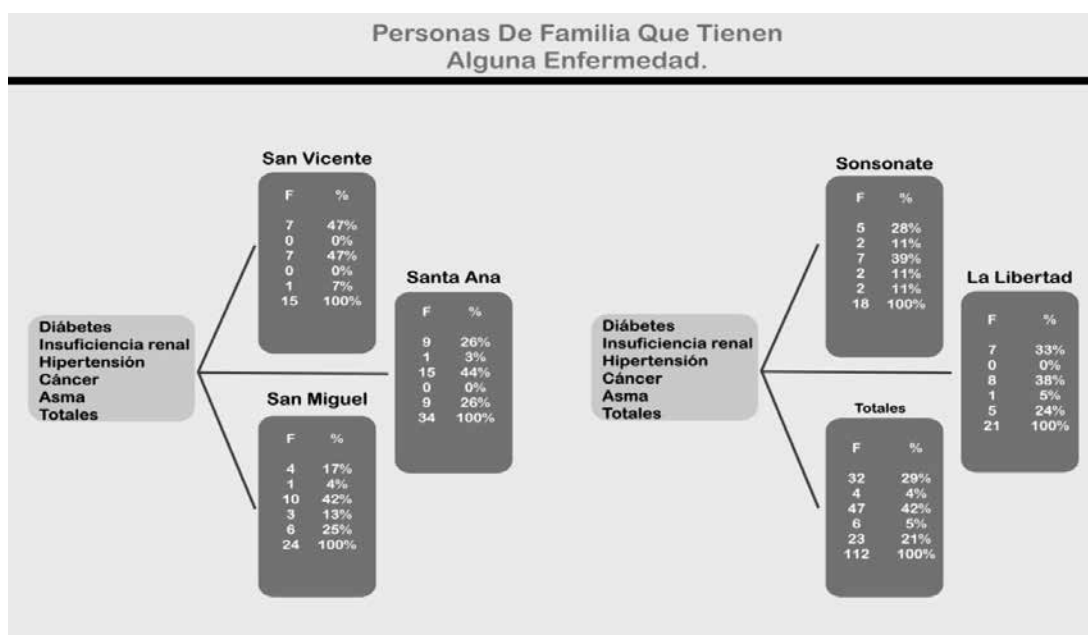 Personas De Familia Que Tienen
Alguna Enfermedad.
San Vicente
F %
7 47%
0 0%
7 47%
0 0%
1 7%
15 100%
Diábetes
Insuficiencia renal
Hipertensión
Cáncer
Asma
Totales
Santa Ana
F %
9 26%
1 3%
15 44%
0 0%
9 26%
34 100%
San Miguel
F %
4 17%
1 4%
10 42%
3 13%
6 25%
24 100%
Sonsonate
F %
5 28%
2 11%
7 39%
2 11%
2 11%
18 100%
Diábetes
Insuficiencia renal
Hipertensión
Cáncer
Asma
Totales
La Libertad
F %
7 33%
0 0%
8 38%
1 5%
5 24%
21 100%
Totales
F %
32 29%
4 4%
47 42%
6 5%
23 21%
112 100%